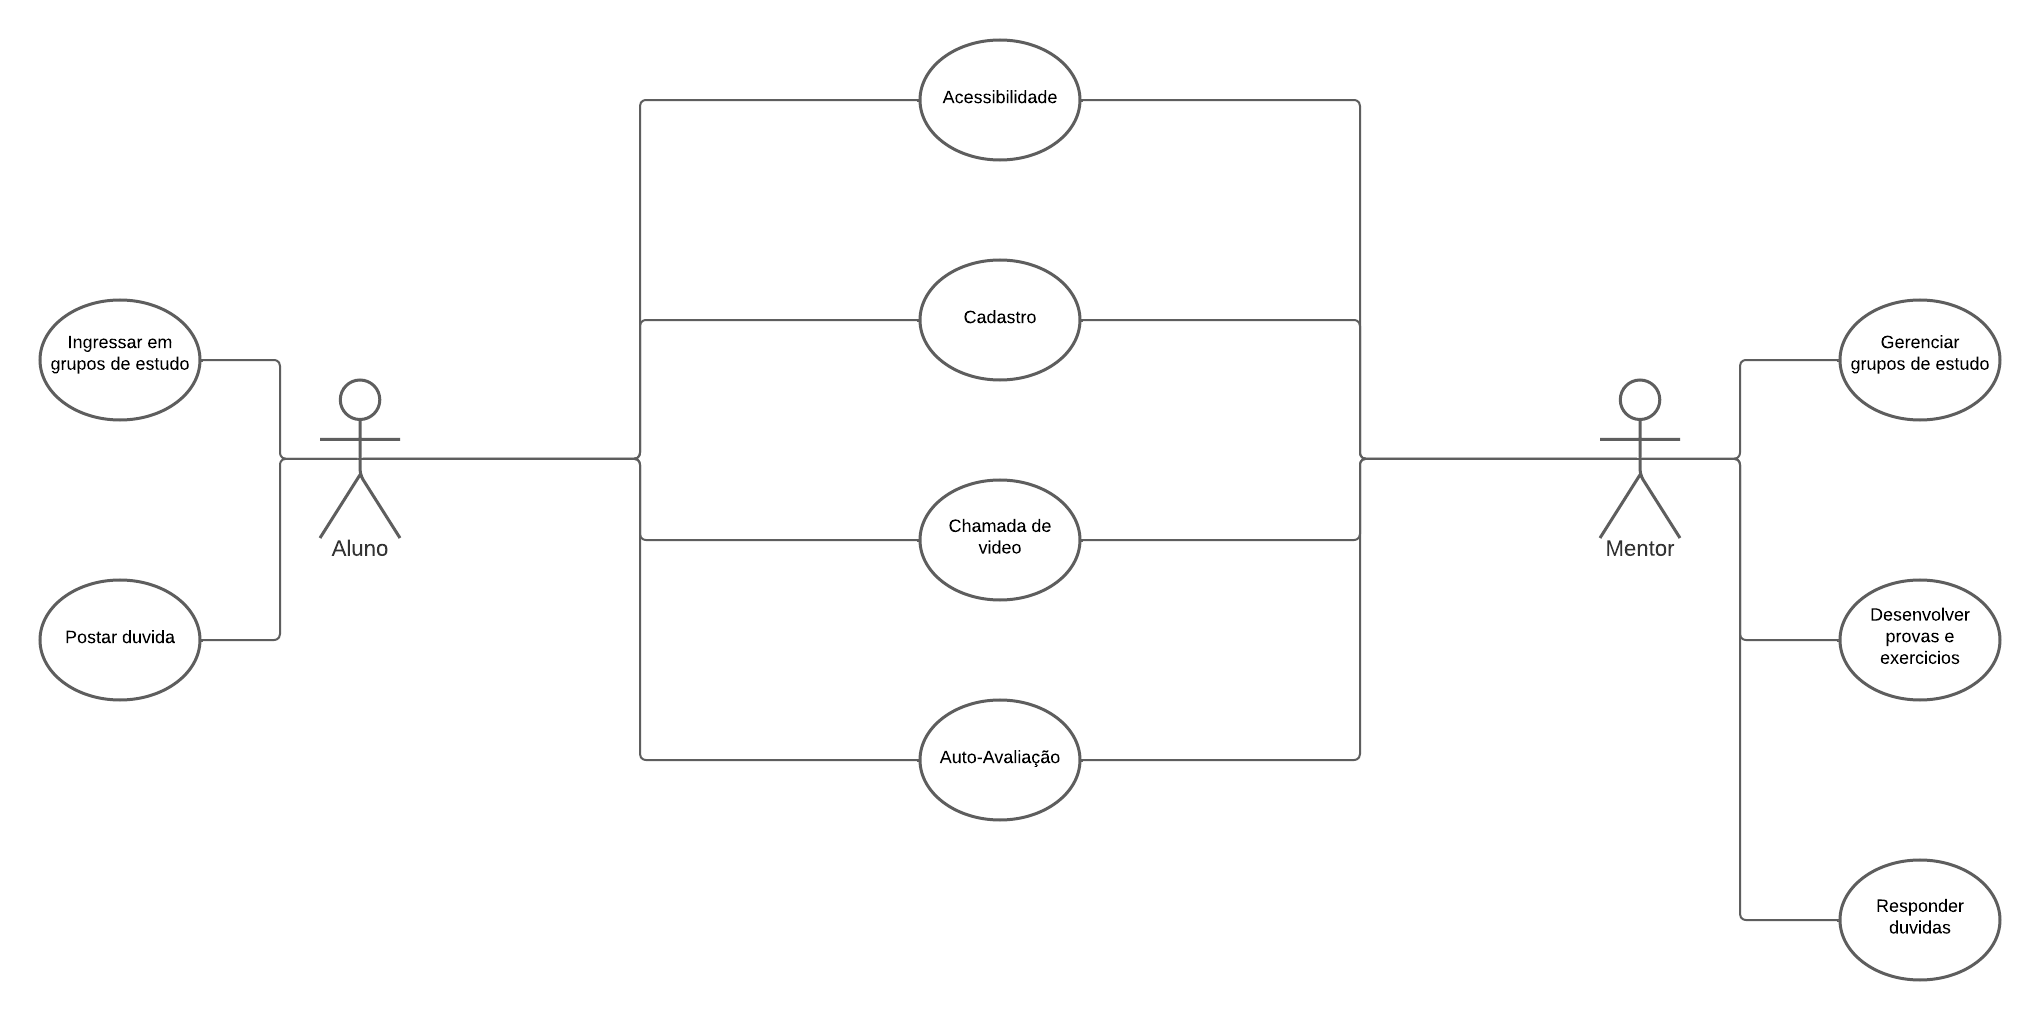 Acessibilidade
Cadastro
Ingressar em
grupos de estudo
Gerenciar
grupos de estudo
Chamada de
video
Aluno
Mentor
Postar duvida
Desenvolver
provas e
exercicios
Auto-Avaliação
Responder
duvidas